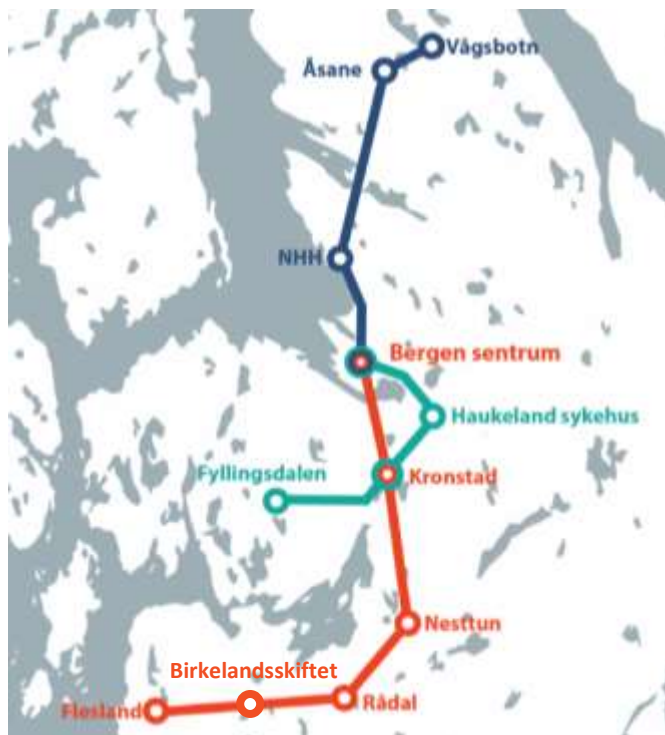 Vågsbotn
Åsane
NHH
Bergen sentrum
Haukeland sykehus
Fyllingsdalen
Kronstad
Nesttun
Birkelandsskiftet
Flesland
Rådal